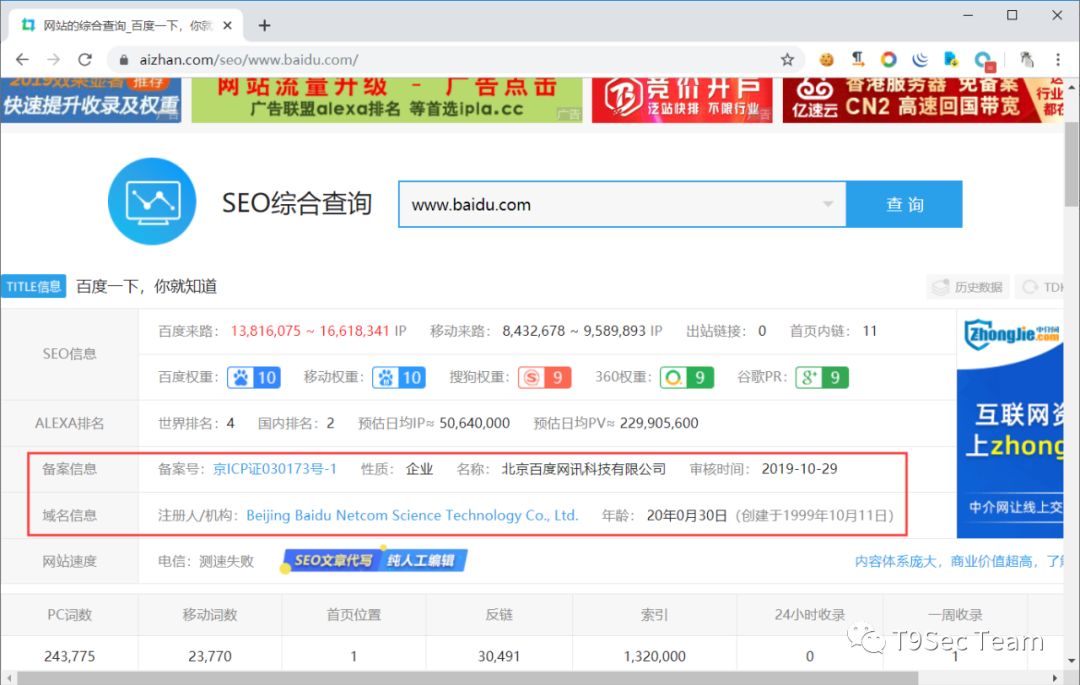 网站的综合查询_百度一下，你就
aizhan.com/seo/www.baidu.com/
2019效果显著 推荐
快速提升收录及权重
网站流量升级 - 广告点击
广告联盟alexa排名 等首选ipla.cc
广告
竞价开户
泛站快排 不限行业
亿速云
香港服务器 免备案
CN2 高速回国带宽
行业
SEO综合查询
www.baidu.com
查 询
TITLE信息 百度一下，你就知道
历史数据
SEO信息
百度来路： 13,816,075 ~ 16,618,341 IP 移动来路： 8,432,678 ~ 9,589,893 IP 出站链接： 0 首页内链： 11
百度权重： 10 移动权重： 10 搜狗权重： 9 360权重： 9 谷歌PR： 9
ALEXA排名 世界排名： 4 国内排名： 2 预估日均IP≈ 50,640,000 预估日均PV≈ 229,905,600
备案信息 备案号： 京ICP证030173号-1 性质： 企业 名称： 北京百度网讯科技有限公司 审核时间： 2019-10-29
域名信息 注册人/机构： Beijing Baidu Netcom Science Technology Co., Ltd. 年龄： 20年0月30日（创建于1999年10月11日）
网站速度 电信： 测速失败 SEO文章代写 纯人工编辑 内容体系庞大，商业价值超高，了
ZhongJie.com
中介网
互联网资
上zhong
中介网让线上交
PC词数 移动词数 首页位置 反链 索引 24小时收录 一周收录
243,775 23,770 1 30,491 1,320,000 0 1
T9Sec Team